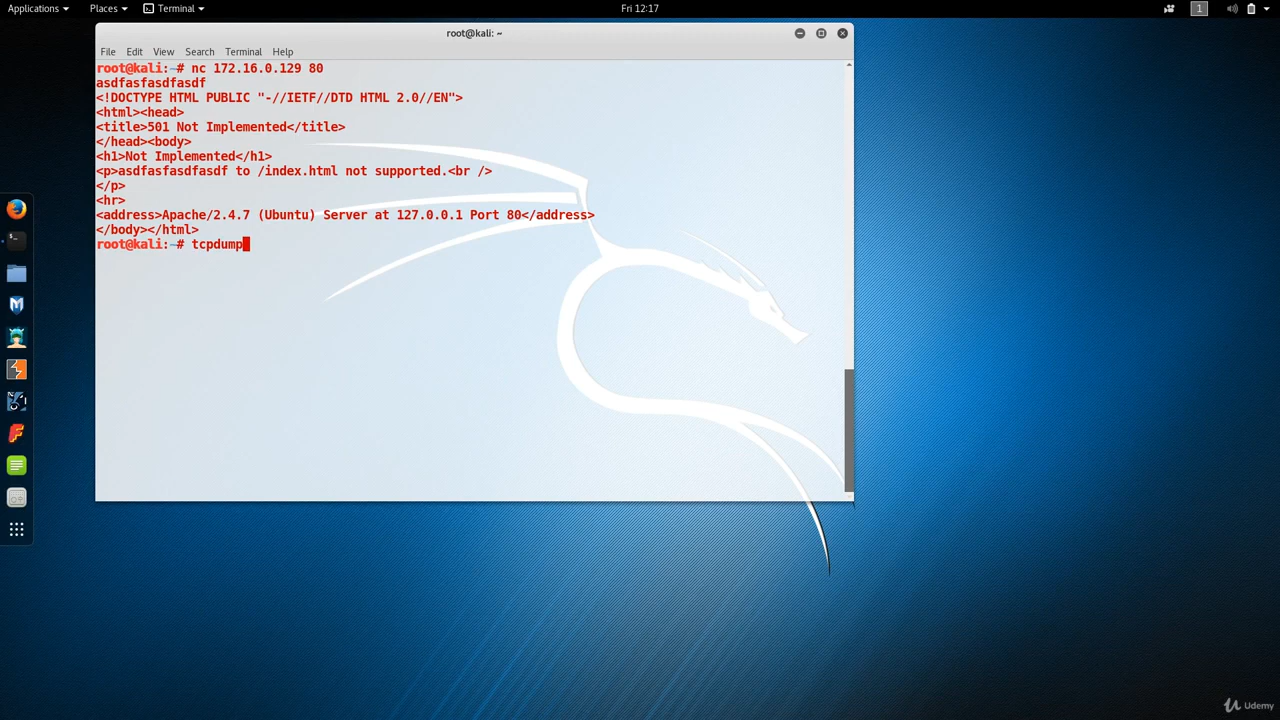 Applications Places Terminal Fri 12:17 1
root@kali: ~
File Edit View Search Terminal Help
root@kali:~# nc 172.16.0.129 80
asdfasfasdfasdf
<!DOCTYPE HTML PUBLIC "-//IETF//DTD HTML 2.0//EN">
<html><head>
<title>501 Not Implemented</title>
</head><body>
<h1>Not Implemented</h1>
<p>asdfasfasdfasdf to /index.html not supported.<br />
</p>
<hr>
<address>Apache/2.4.7 (Ubuntu) Server at 127.0.0.1 Port 80</address>
</body></html>
root@kali:~# tcpdump
Udemy